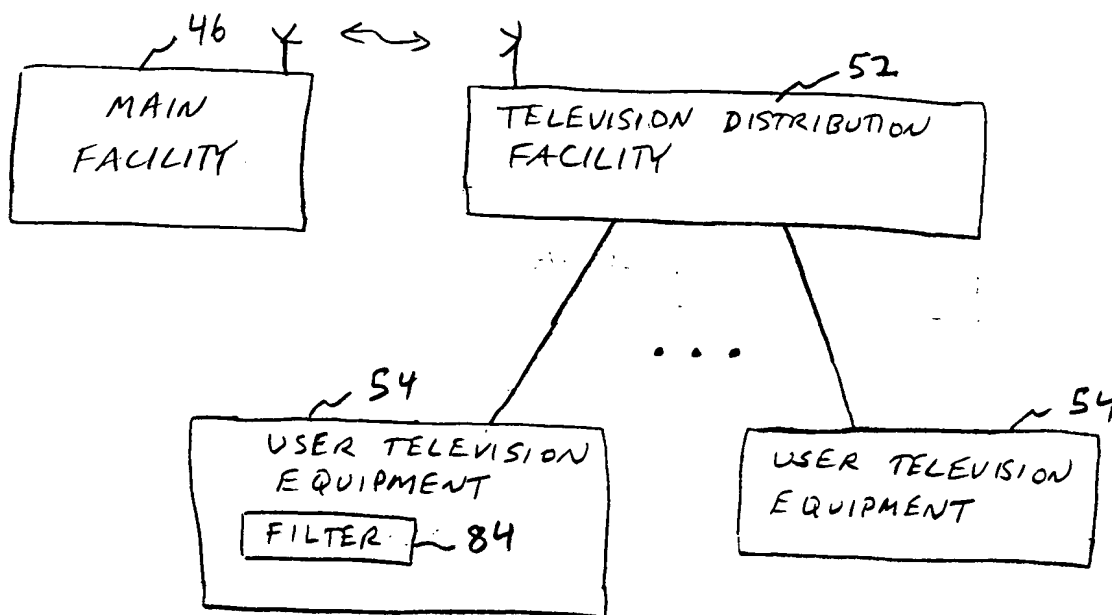 46
MAIN
FACILITY
52
TELEVISION DISTRIBUTION
FACILITY
54
USER TELEVISION
EQUIPMENT
FILTER
84
54
USER TELEVISION
EQUIPMENT